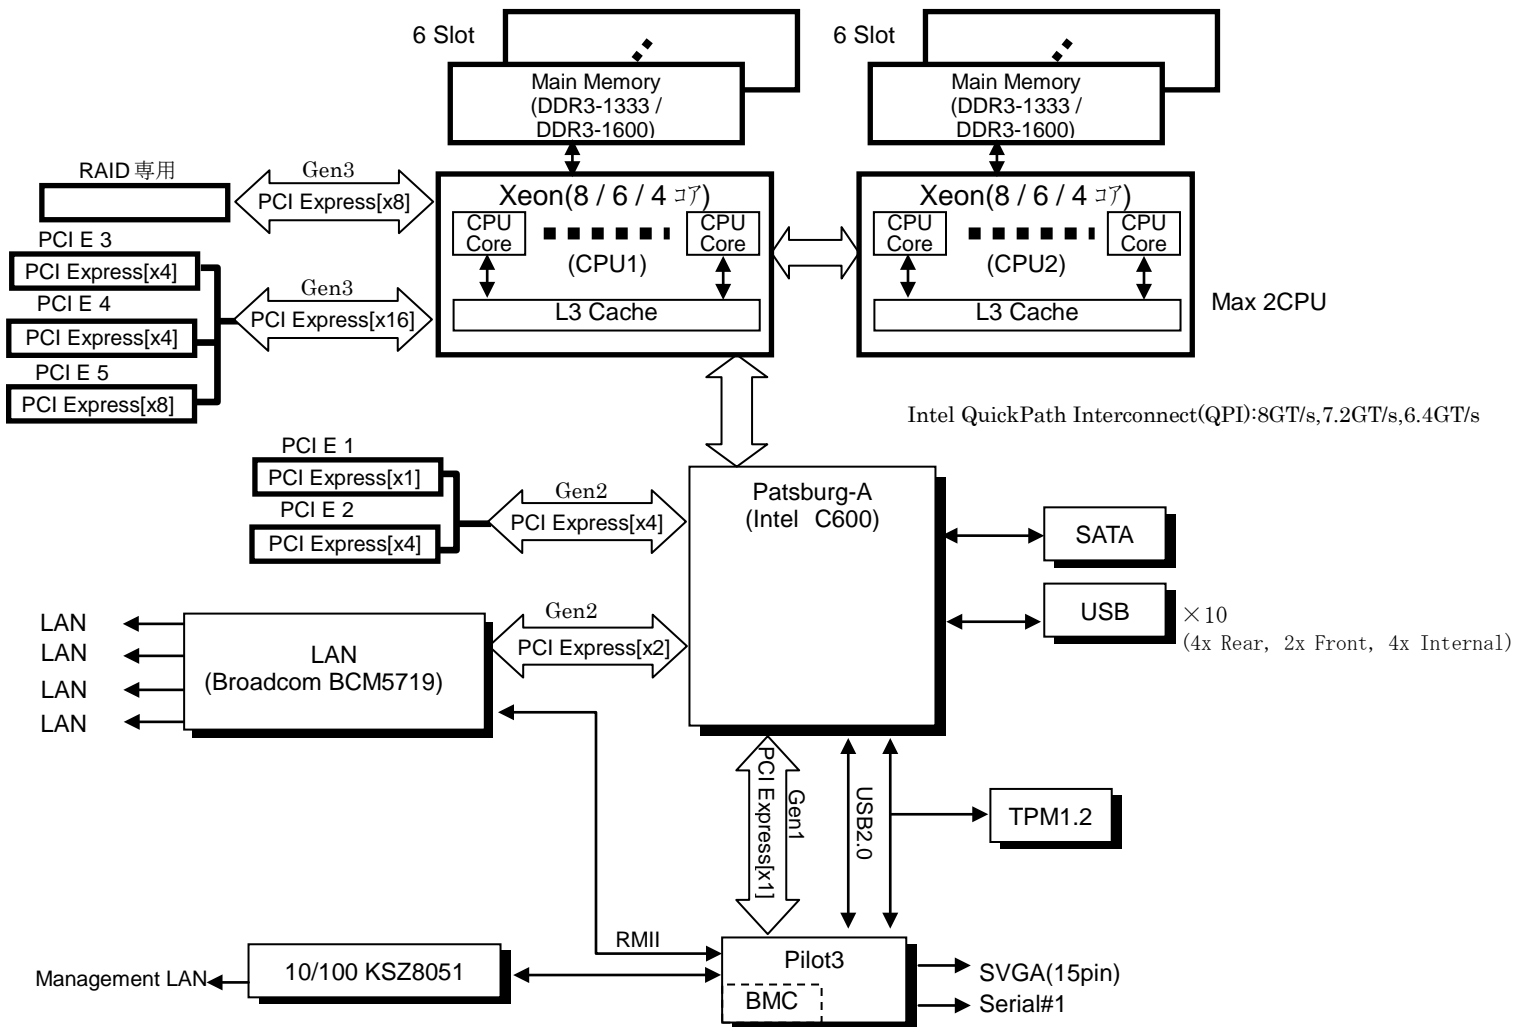 6 Slot
Main Memory
(DDR3-1333 /
DDR3-1600)
6 Slot
Main Memory
(DDR3-1333 /
DDR3-1600)
RAID 専用
Gen3
PCI Express[x8]
PCI E 3
PCI Express[x4]
PCI E 4
PCI Express[x4]
PCI E 5
PCI Express[x8]
Gen3
PCI Express[x16]
Xeon(8 / 6 / 4 コア)
CPU
Core
CPU
Core
(CPU1)
L3 Cache
Xeon(8 / 6 / 4 コア)
CPU
Core
CPU
Core
(CPU2)
L3 Cache
Max 2CPU
Intel QuickPath Interconnect(QPI):8GT/s,7.2GT/s,6.4GT/s
PCI E 1
PCI Express[x1]
PCI E 2
PCI Express[x4]
Gen2
PCI Express[x4]
Patsburg-A
(Intel C600)
SATA
USB
×10
(4x Rear, 2x Front, 4x Internal)
LAN
LAN
LAN
LAN
LAN
(Broadcom BCM5719)
Gen2
PCI Express[x2]
Gen1
PCI Express[x1]
USB2.0
TPM1.2
RMII
Management LAN
10/100 KSZ8051
Pilot3
BMC
SVGA(15pin)
Serial#1